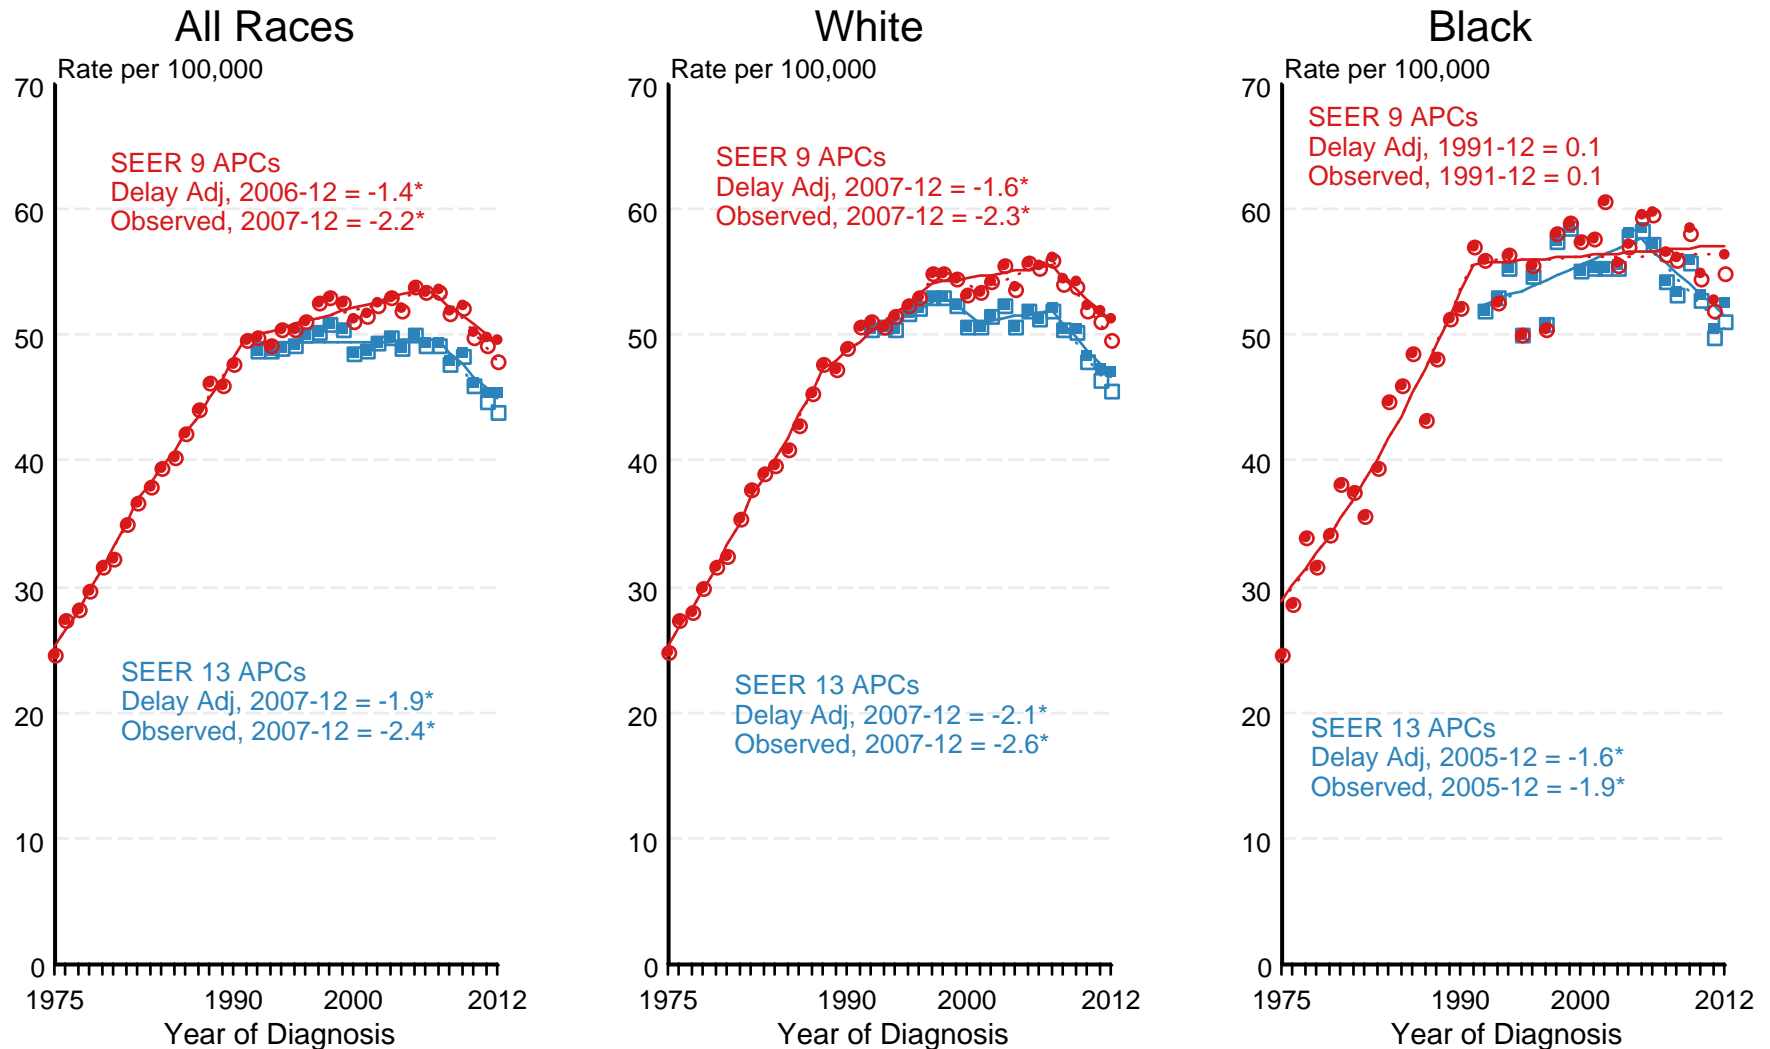 All Races
Rate per 100,000
70
60
50
40
30
20
10
0
SEER 9 APCs
Delay Adj, 2006-12 = -1.4*
Observed, 2007-12 = -2.2*
SEER 13 APCs
Delay Adj, 2007-12 = -1.9*
Observed, 2007-12 = -2.4*
1975 1990 2000 2012
Year of Diagnosis
White
Rate per 100,000
70
60
50
40
30
20
10
0
SEER 9 APCs
Delay Adj, 2007-12 = -1.6*
Observed, 2007-12 = -2.3*
SEER 13 APCs
Delay Adj, 2007-12 = -2.1*
Observed, 2007-12 = -2.6*
1975 1990 2000 2012
Year of Diagnosis
Black
Rate per 100,000
70
60
50
40
30
20
10
0
SEER 9 APCs
Delay Adj, 1991-12 = 0.1
Observed, 1991-12 = 0.1
SEER 13 APCs
Delay Adj, 2005-12 = -1.6*
Observed, 2005-12 = -1.9*
1975 1990 2000 2012
Year of Diagnosis